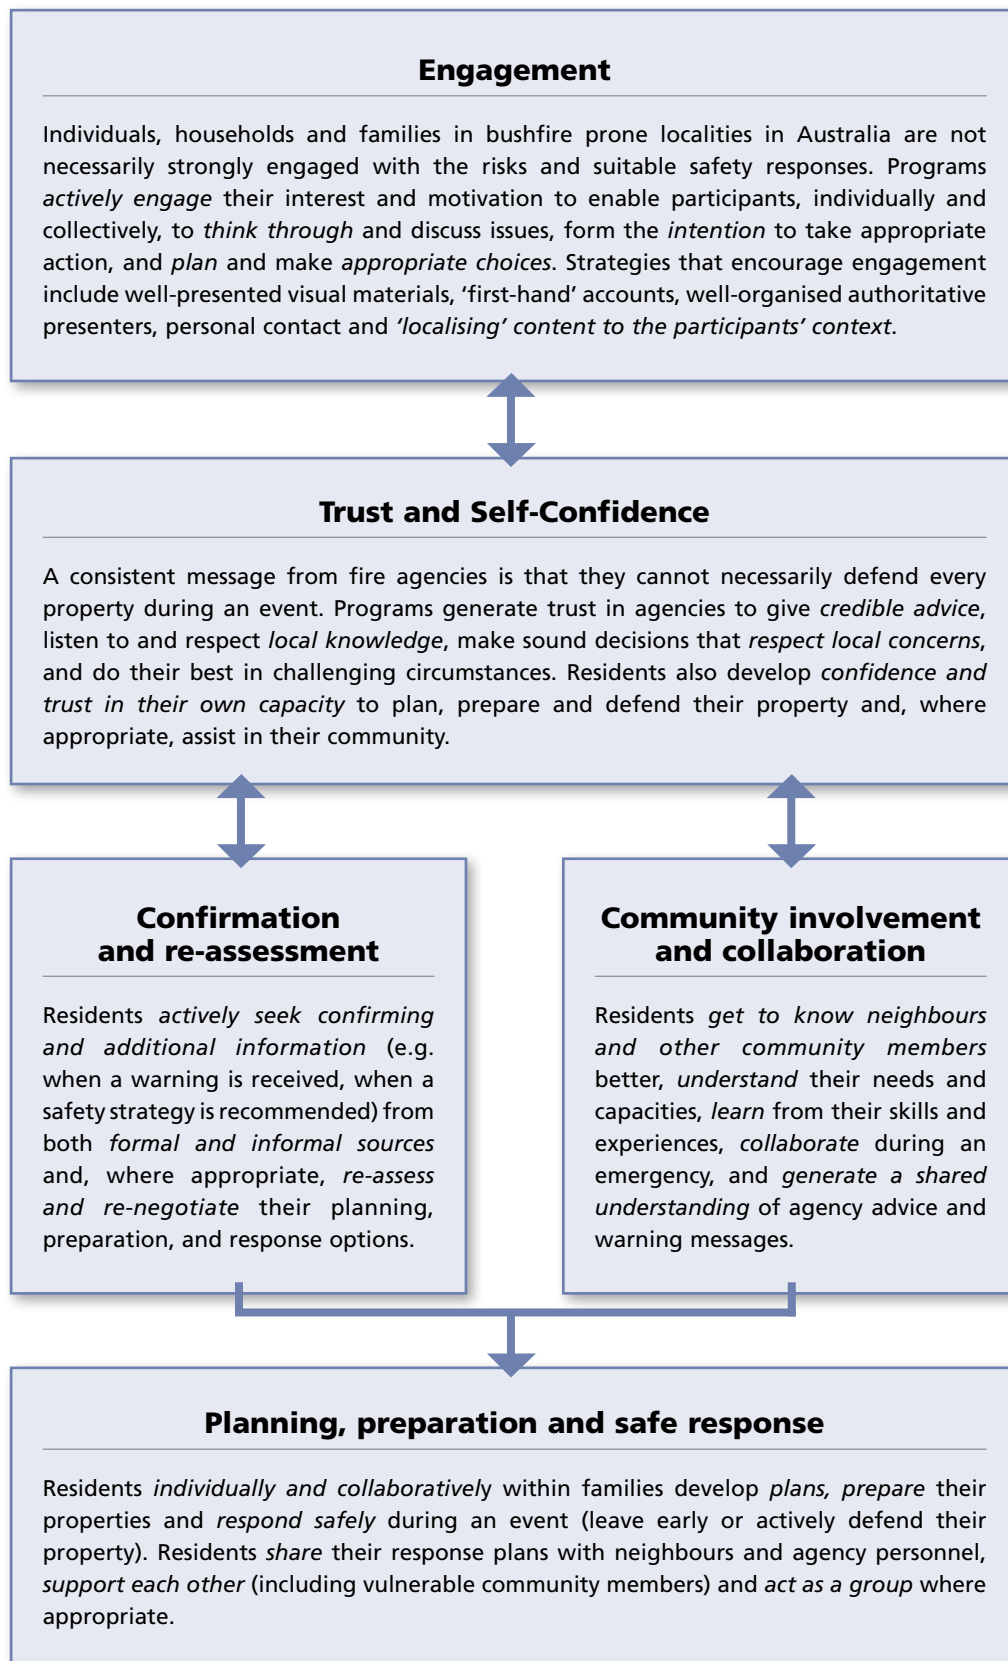 Engagement
Individuals, households and families in bushfire prone localities in Australia are not
necessarily strongly engaged with the risks and suitable safety responses. Programs
actively engage their interest and motivation to enable participants, individually and
collectively, to think through and discuss issues, form the intention to take appropriate
action, and plan and make appropriate choices. Strategies that encourage engagement
include well-presented visual materials, ‘first-hand’ accounts, well-organised authoritative
presenters, personal contact and ‘localising’ content to the participants’ context.
Trust and Self-Confidence
A consistent message from fire agencies is that they cannot necessarily defend every
property during an event. Programs generate trust in agencies to give credible advice,
listen to and respect local knowledge, make sound decisions that respect local concerns,
and do their best in challenging circumstances. Residents also develop confidence and
trust in their own capacity to plan, prepare and defend their property and, where
appropriate, assist in their community.
Confirmation
and re-assessment
Residents actively seek confirming
and additional information (e.g.
when a warning is received, when a
safety strategy is recommended) from
both formal and informal sources
and, where appropriate, re-assess
and re-negotiate their planning,
preparation, and response options.
Community involvement
and collaboration
Residents get to know neighbours
and other community members
better, understand their needs and
capacities, learn from their skills and
experiences, collaborate during an
emergency, and generate a shared
understanding of agency advice and
warning messages.
Planning, preparation and safe response
Residents individually and collaboratively within families develop plans, prepare their
properties and respond safely during an event (leave early or actively defend their
property). Residents share their response plans with neighbours and agency personnel,
support each other (including vulnerable community members) and act as a group where
appropriate.